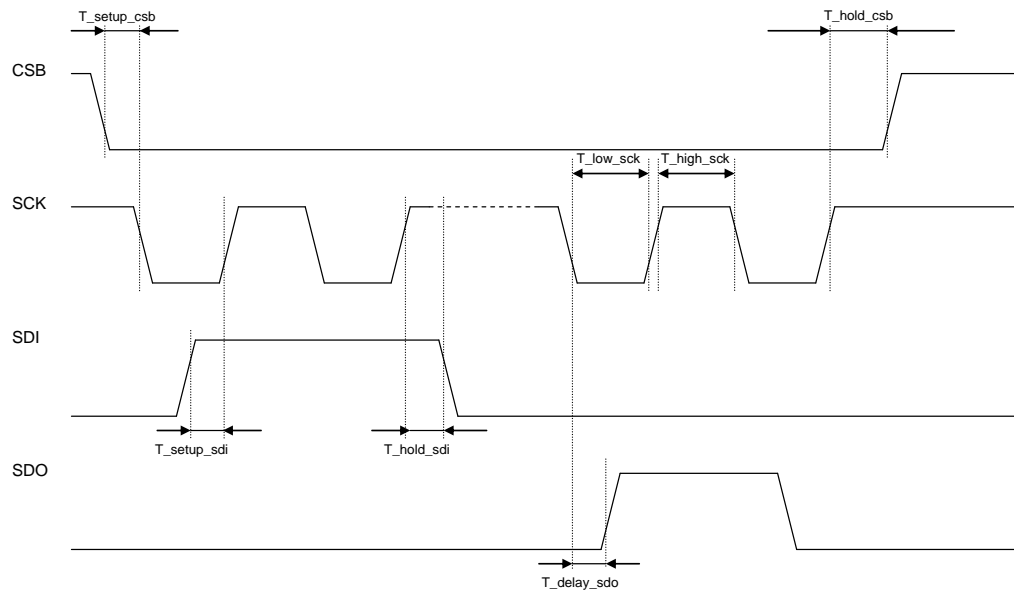 T_setup_csb
T_hold_csb
CSB
T_low_sck
T_high_sck
SCK
SDI
T_setup_sdi
T_hold_sdi
SDO
T_delay_sdo